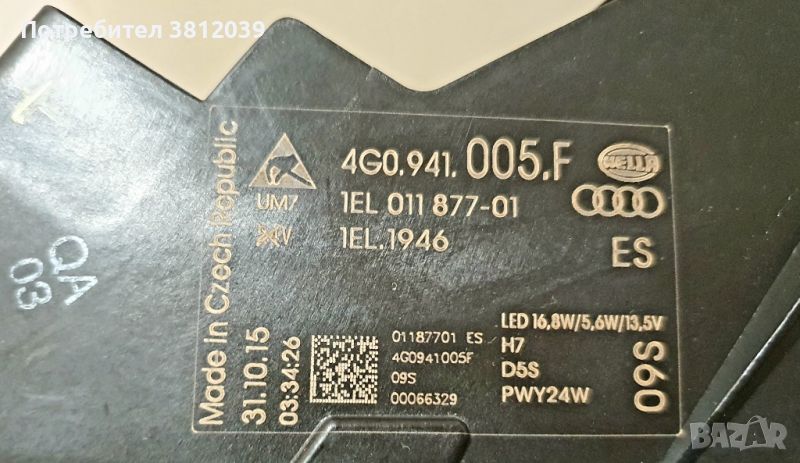 Потребител 3812039
4G0.941. 005.F
HELLA
UM7
1EL 011 877-01
1EL.1946
ES
Made in Czech Republic
31.10.15
03:34:26
01187701 ES
4G0941005F
09S
00066329
LED 16,8W/5,6W/13,5V
H7
D5S
PWY24W
09S
QA
03
BAZAR